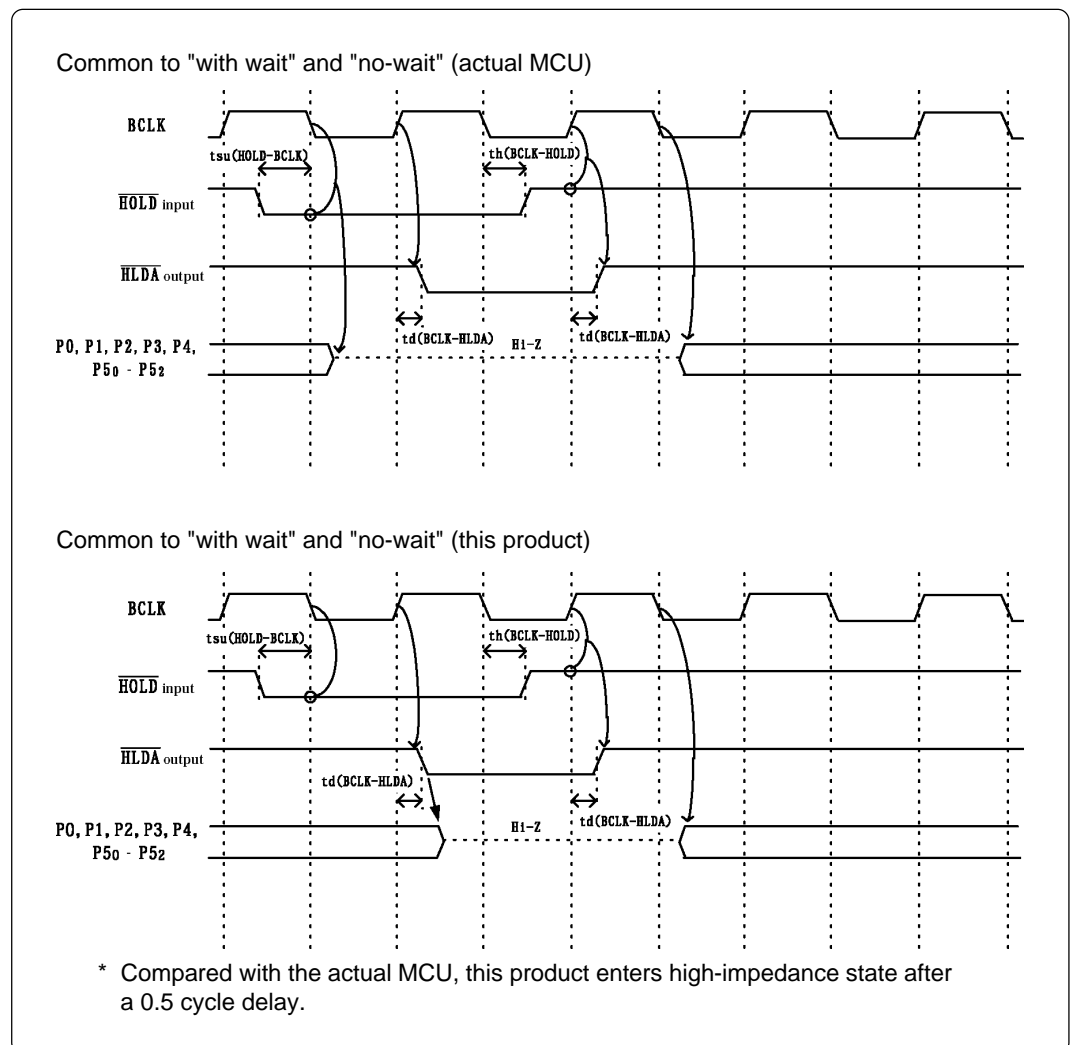 Common to "with wait" and "no-wait" (actual MCU)
BCLK
tsu(HOLD-BCLK)
th(BCLK-HOLD)
HOLD input
HLDA output
td(BCLK-HLDA)
td(BCLK-HLDA)
Hi-Z
P0, P1, P2, P3, P4,
P50 - P52
Common to "with wait" and "no-wait" (this product)
BCLK
tsu(HOLD-BCLK)
th(BCLK-HOLD)
HOLD input
HLDA output
td(BCLK-HLDA)
td(BCLK-HLDA)
Hi-Z
P0, P1, P2, P3, P4,
P50 - P52
* Compared with the actual MCU, this product enters high-impedance state after
a 0.5 cycle delay.